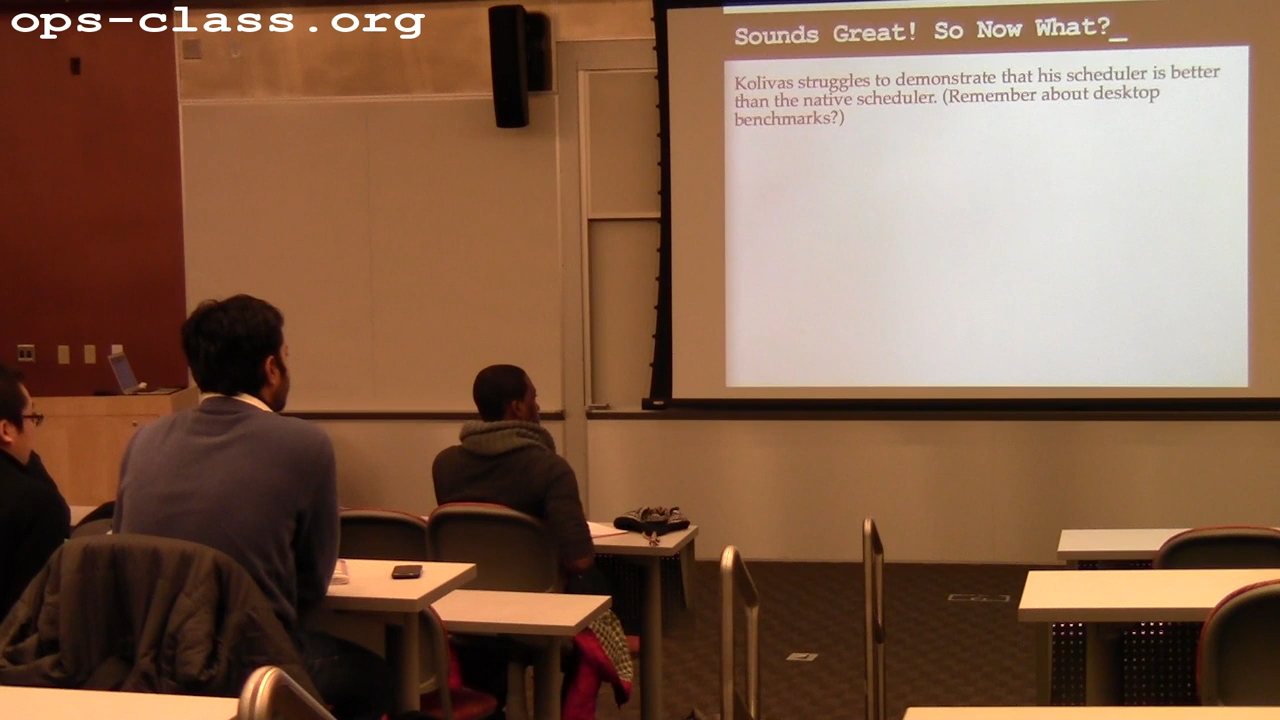 ops-class.org
Sounds Great! So Now What?_
Kolivas struggles to demonstrate that his scheduler is better
than the native scheduler. (Remember about desktop
benchmarks?)